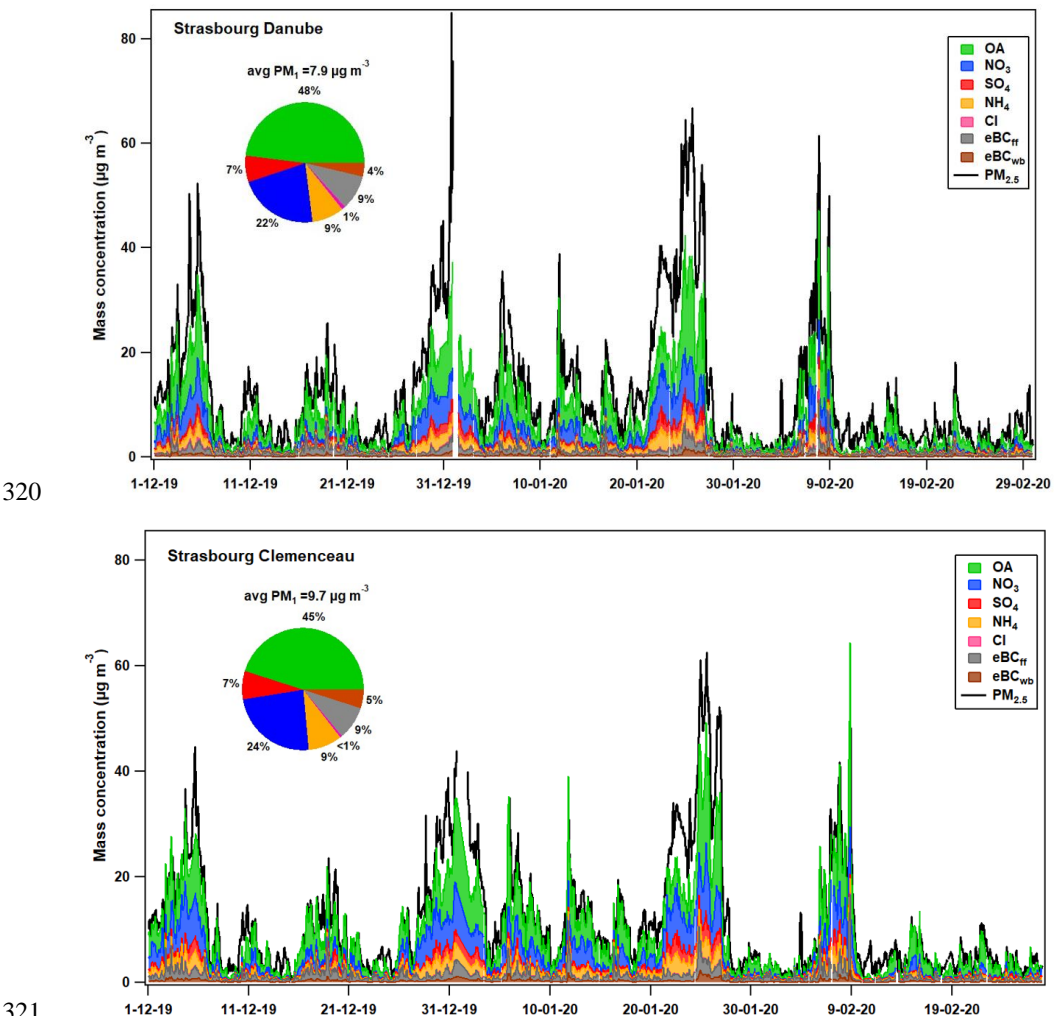 Strasbourg Danube
avg PM1 =7.9 µg m-3
48%
7%
4%
9%
1%
22%
9%
OA
NO3
SO4
NH4
Cl
eBCff
eBCwb
PM2.5
Mass concentration (µg m-3)
80
60
40
20
0
1-12-19 11-12-19 21-12-19 31-12-19 10-01-20 20-01-20 30-01-20 9-02-20 19-02-20 29-02-20
320
Strasbourg Clemenceau
avg PM1 =9.7 µg m-3
45%
7%
5%
9%
<1%
24%
9%
OA
NO3
SO4
NH4
Cl
eBCff
eBCwb
PM2.5
Mass concentration (µg m-3)
80
60
40
20
0
1-12-19 11-12-19 21-12-19 31-12-19 10-01-20 20-01-20 30-01-20 9-02-20 19-02-20
321